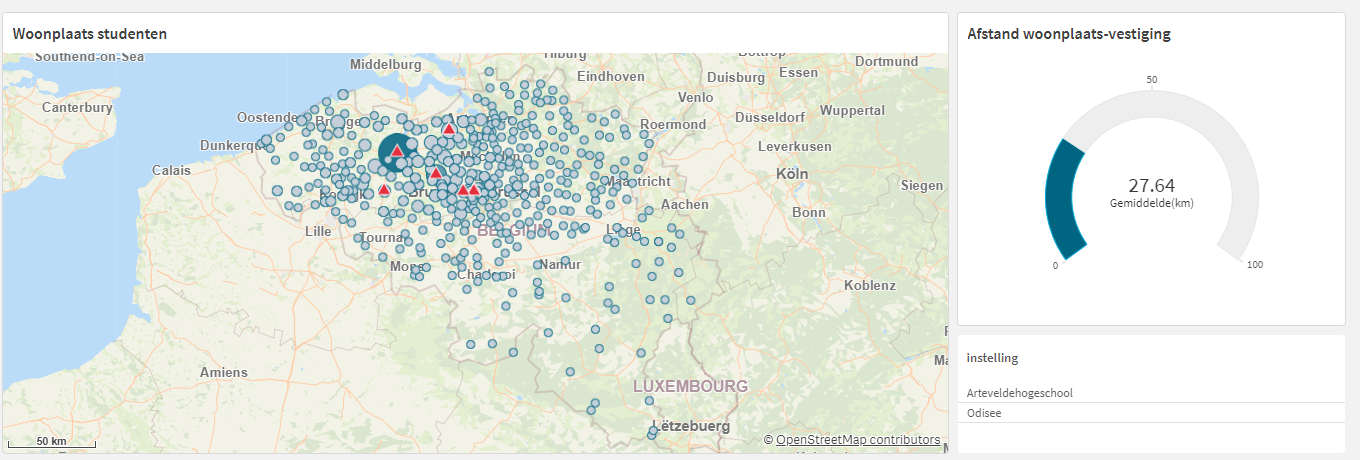 Woonplaats studenten
Southend-on-Sea
Middelburg
Tilburg
Bottrop
Eindhoven
Duisburg
Essen
Dortmund
Canterbury
Venlo
Wuppertal
Oostende
Düsseldorf
Roermond
Dunkerque
Leverkusen
Calais
Köln
Siegen
Maastricht
Aachen
Bonn
Lille
Tournai
BELGIUM
Liège
Mons
Charleroi
Namur
Koblenz
Amiens
LUXEMBOURG
Lëtzebuerg
50 km
© OpenStreetMap contributors
Afstand woonplaats-vestiging
50
27.64
Gemiddelde(km)
0
100
instelling
Arteveldehogeschool
Odisee